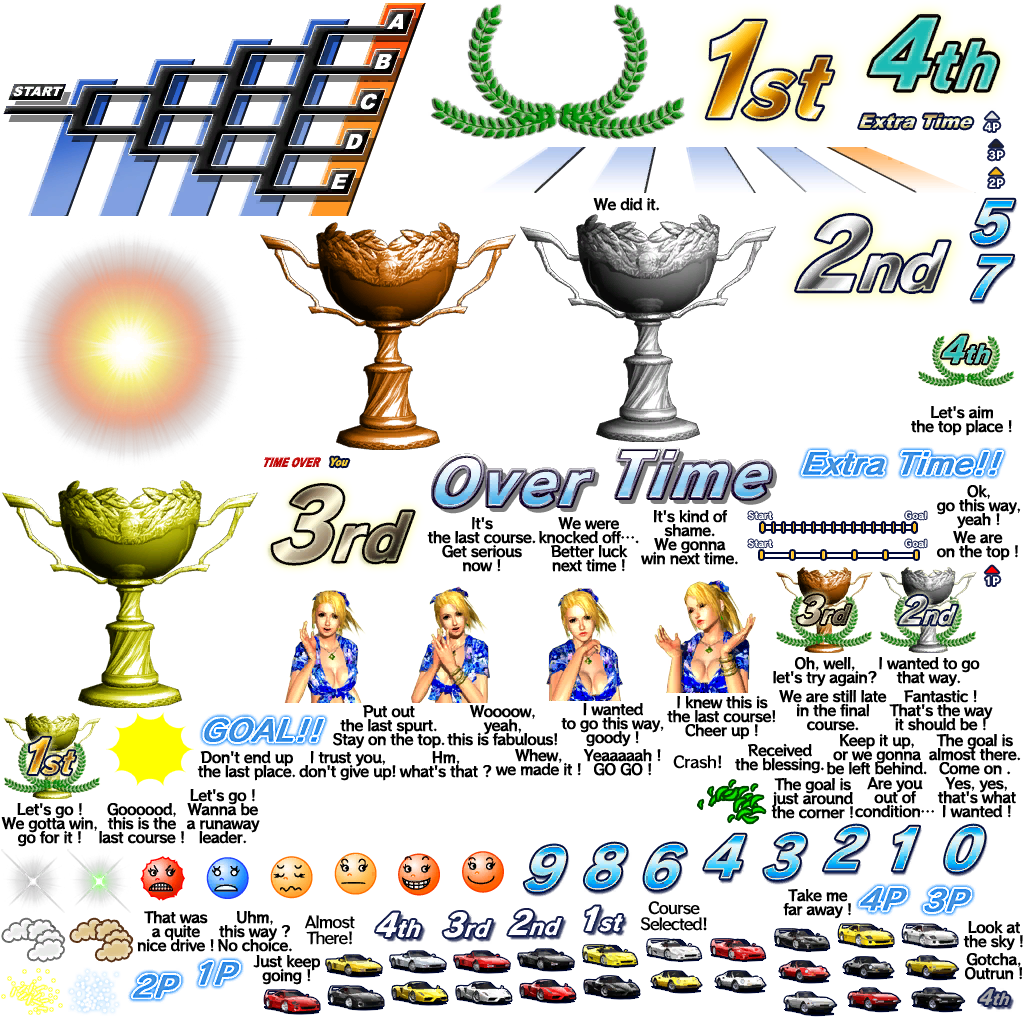 A
B
START
C
D
E
1st
4th
Extra Time
4P
3P
2P
We did it.
2nd
5
7
4th
Let's aim
the top place !
TIME OVER You
Over Time
Extra Time!!
3rd
It's
the last course.
Get serious
now !
We were
knocked off….
Better luck
next time !
It's kind of
shame.
We gonna
win next time.
Start Goal
Start Goal
Ok,
go this way,
yeah !
We are
on the top !
1P
3rd
2nd
Oh, well,
let's try again?
I wanted to go
that way.
1st
GOAL!!
Put out
the last spurt.
Stay on the top.
Woooow,
yeah,
this is fabulous!
I wanted
to go this way,
goody !
I knew this is
the last course!
Cheer up !
We are still late
in the final
course.
Fantastic !
That's the way
it should be !
Don't end up
the last place.
I trust you,
don't give up!
Hm,
what's that ?
Whew,
we made it !
Yeaaaaah !
GO GO !
Crash!
Received
the blessing.
Keep it up,
or we gonna
be left behind.
The goal is
almost there.
Come on .
Let's go !
We gotta win,
go for it !
Goooood,
this is the
last course !
Let's go !
Wanna be
a runaway
leader.
The goal is
just around
the corner !
Are you
out of
condition…
Yes, yes,
that's what
I wanted !
9
8
6
4
3
2
1
0
That was
a quite
nice drive !
Uhm,
this way ?
No choice.
Almost
There!
4th
3rd
2nd
1st
Course
Selected!
Take me
far away !
4P
3P
Look at
the sky !
2P
1P
Just keep
going !
Gotcha,
Outrun !
4th